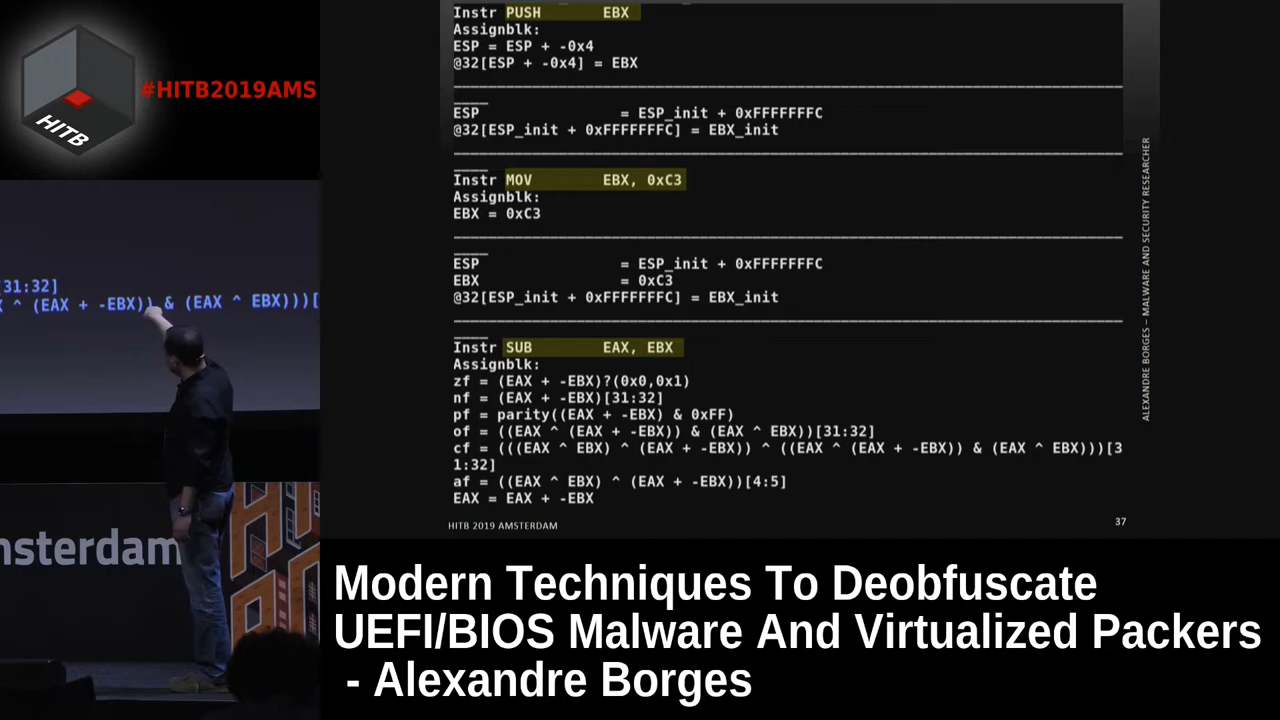 HITB
#HITB2019AMS
[31:32]
^ (EAX + -EBX)) & (EAX ^ EBX)))[
msterdam
Instr PUSH EBX
Assignblk:
ESP = ESP + -0x4
@32[ESP + -0x4] = EBX
ESP = ESP_init + 0xFFFFFFFC
@32[ESP_init + 0xFFFFFFFC] = EBX_init
Instr MOV EBX, 0xC3
Assignblk:
EBX = 0xC3
ESP = ESP_init + 0xFFFFFFFC
EBX = 0xC3
@32[ESP_init + 0xFFFFFFFC] = EBX_init
Instr SUB EAX, EBX
Assignblk:
zf = (EAX + -EBX)?(0x0,0x1)
nf = (EAX + -EBX)[31:32]
pf = parity((EAX + -EBX) & 0xFF)
of = ((EAX ^ (EAX + -EBX)) & (EAX ^ EBX))[31:32]
cf = (((EAX ^ EBX) ^ (EAX + -EBX)) ^ ((EAX ^ (EAX + -EBX)) & (EAX ^ EBX)))[3
1:32]
af = ((EAX ^ EBX) ^ (EAX + -EBX))[4:5]
EAX = EAX + -EBX
HITB 2019 AMSTERDAM
37
ALEXANDRE BORGES – MALWARE AND SECURITY RESEARCHER
Modern Techniques To Deobfuscate
UEFI/BIOS Malware And Virtualized Packers
- Alexandre Borges